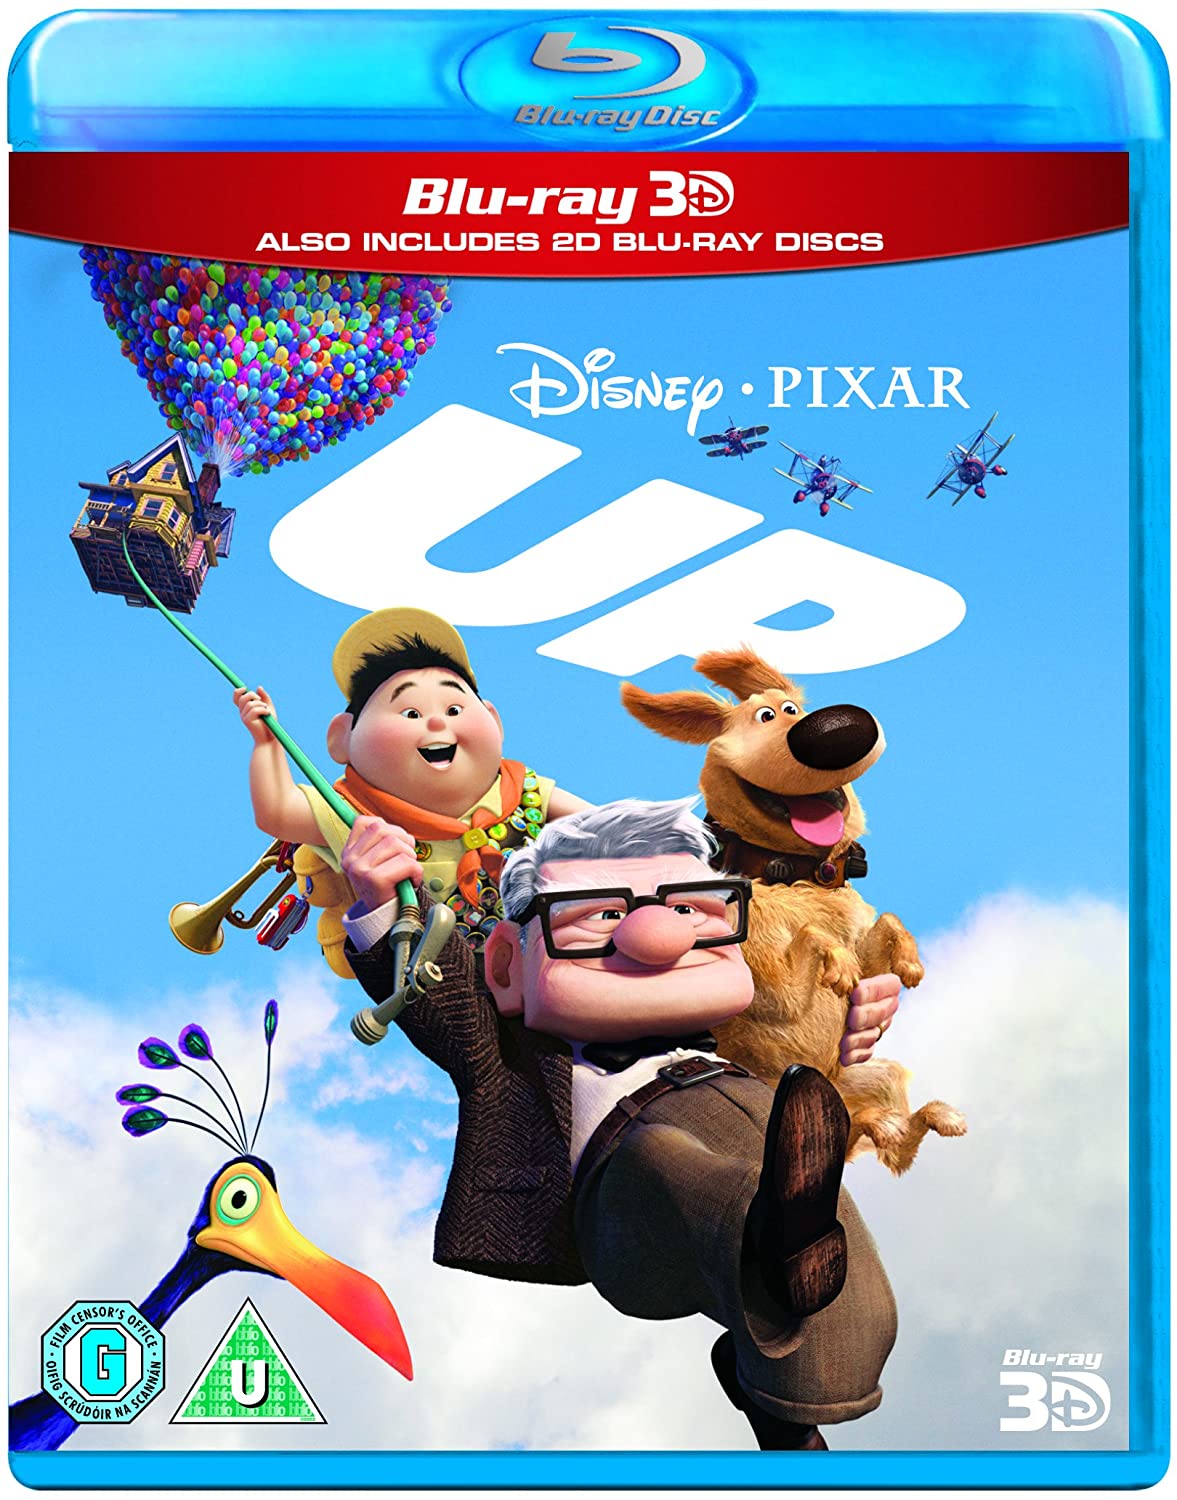 Blu-ray Disc
Blu-ray 3D
ALSO INCLUDES 2D BLU-RAY DISCS
Disney · PIXAR
UP
FILM CENSOR'S OFFICE
G
OIFIG SCRÚDÓIR NA SCANNÁN
U
Blu-ray
3D